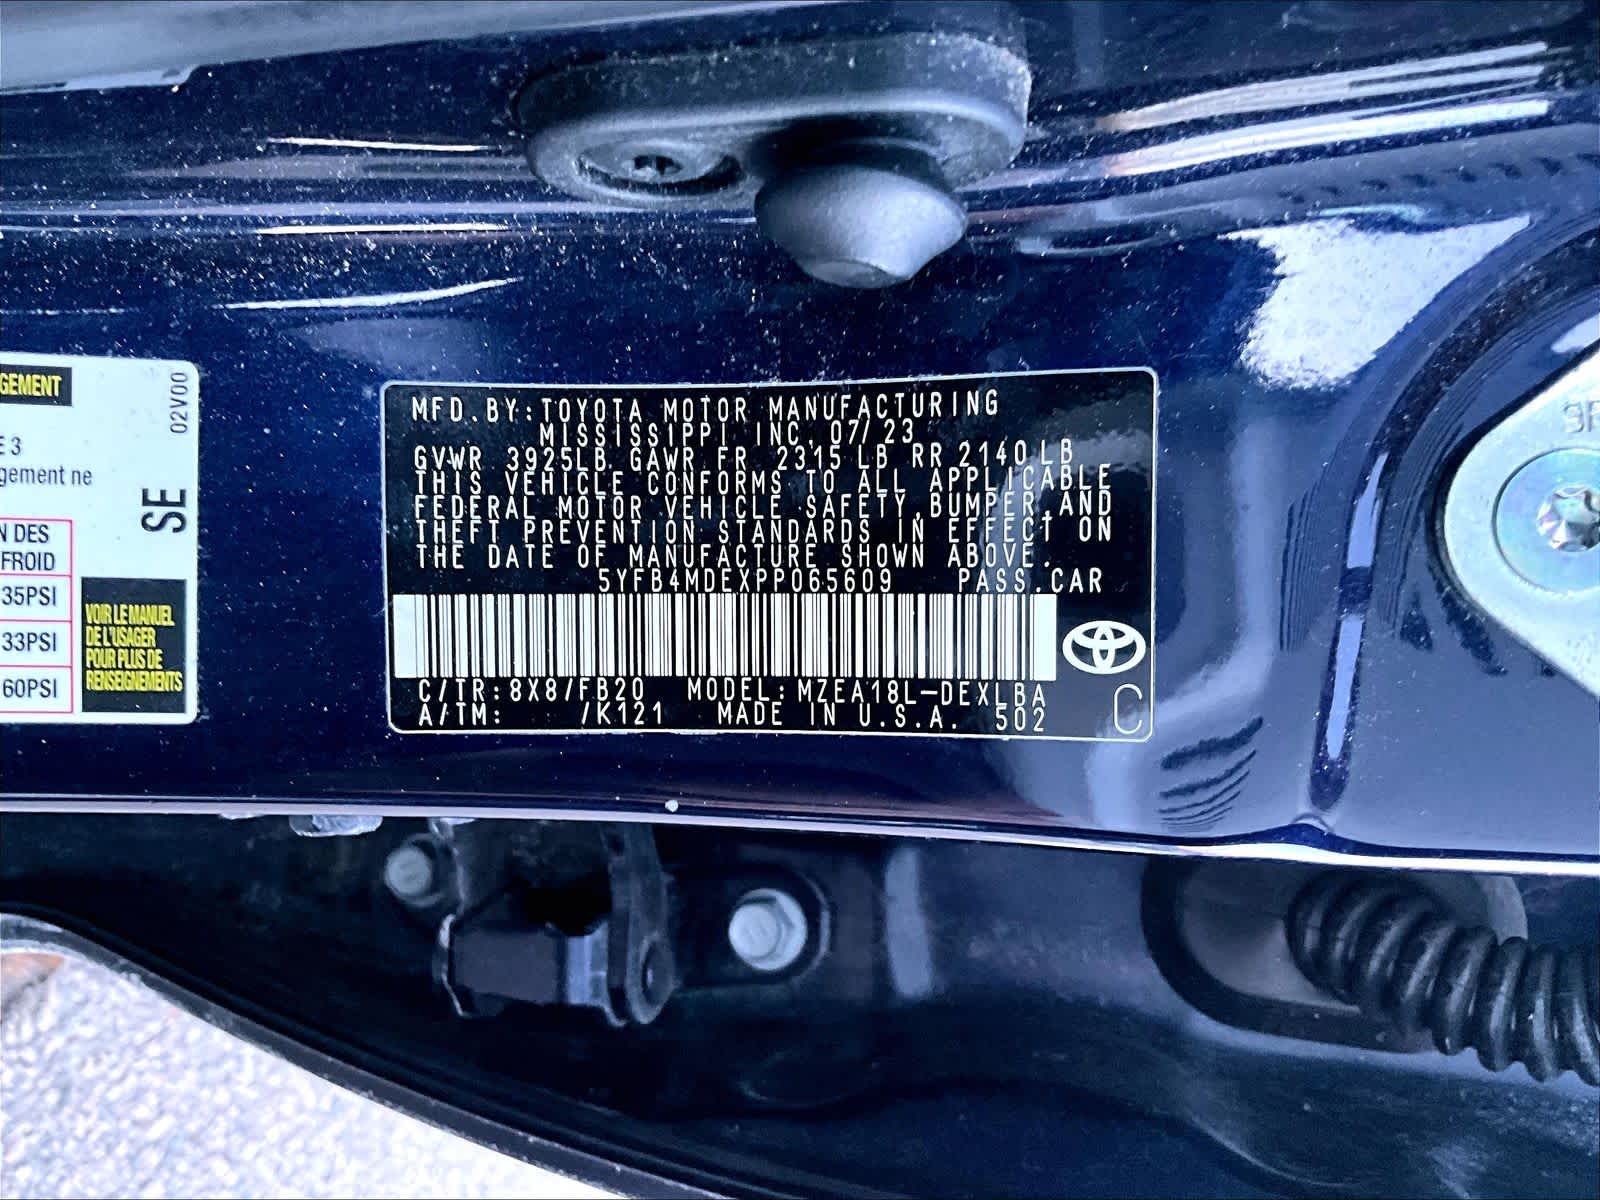 GEMENT
02V00
E 3
gement ne
SE
N DES
FROID
35PSI
33PSI
60PSI
VOIR LE MANUEL
DE L'USAGER
POUR PLUS DE
RENSEIGNEMENTS
MFD.BY:TOYOTA MOTOR MANUFACTURING
MISSISSIPPI, INC. 07/23
GVWR 3925LB GAWR FR 2315 LB RR 2140 LB
THIS VEHICLE CONFORMS TO ALL APPLICABLE
FEDERAL MOTOR VEHICLE SAFETY,BUMPER,AND
THEFT PREVENTION STANDARDS IN EFFECT ON
THE DATE OF MANUFACTURE SHOWN ABOVE.
5YFB4MDEXPP065609 PASS.CAR
C/TR:8X8/FB20 MODEL:MZEA18L-DEXLBA
A/TM: /K121 MADE IN U.S.A. 502
C